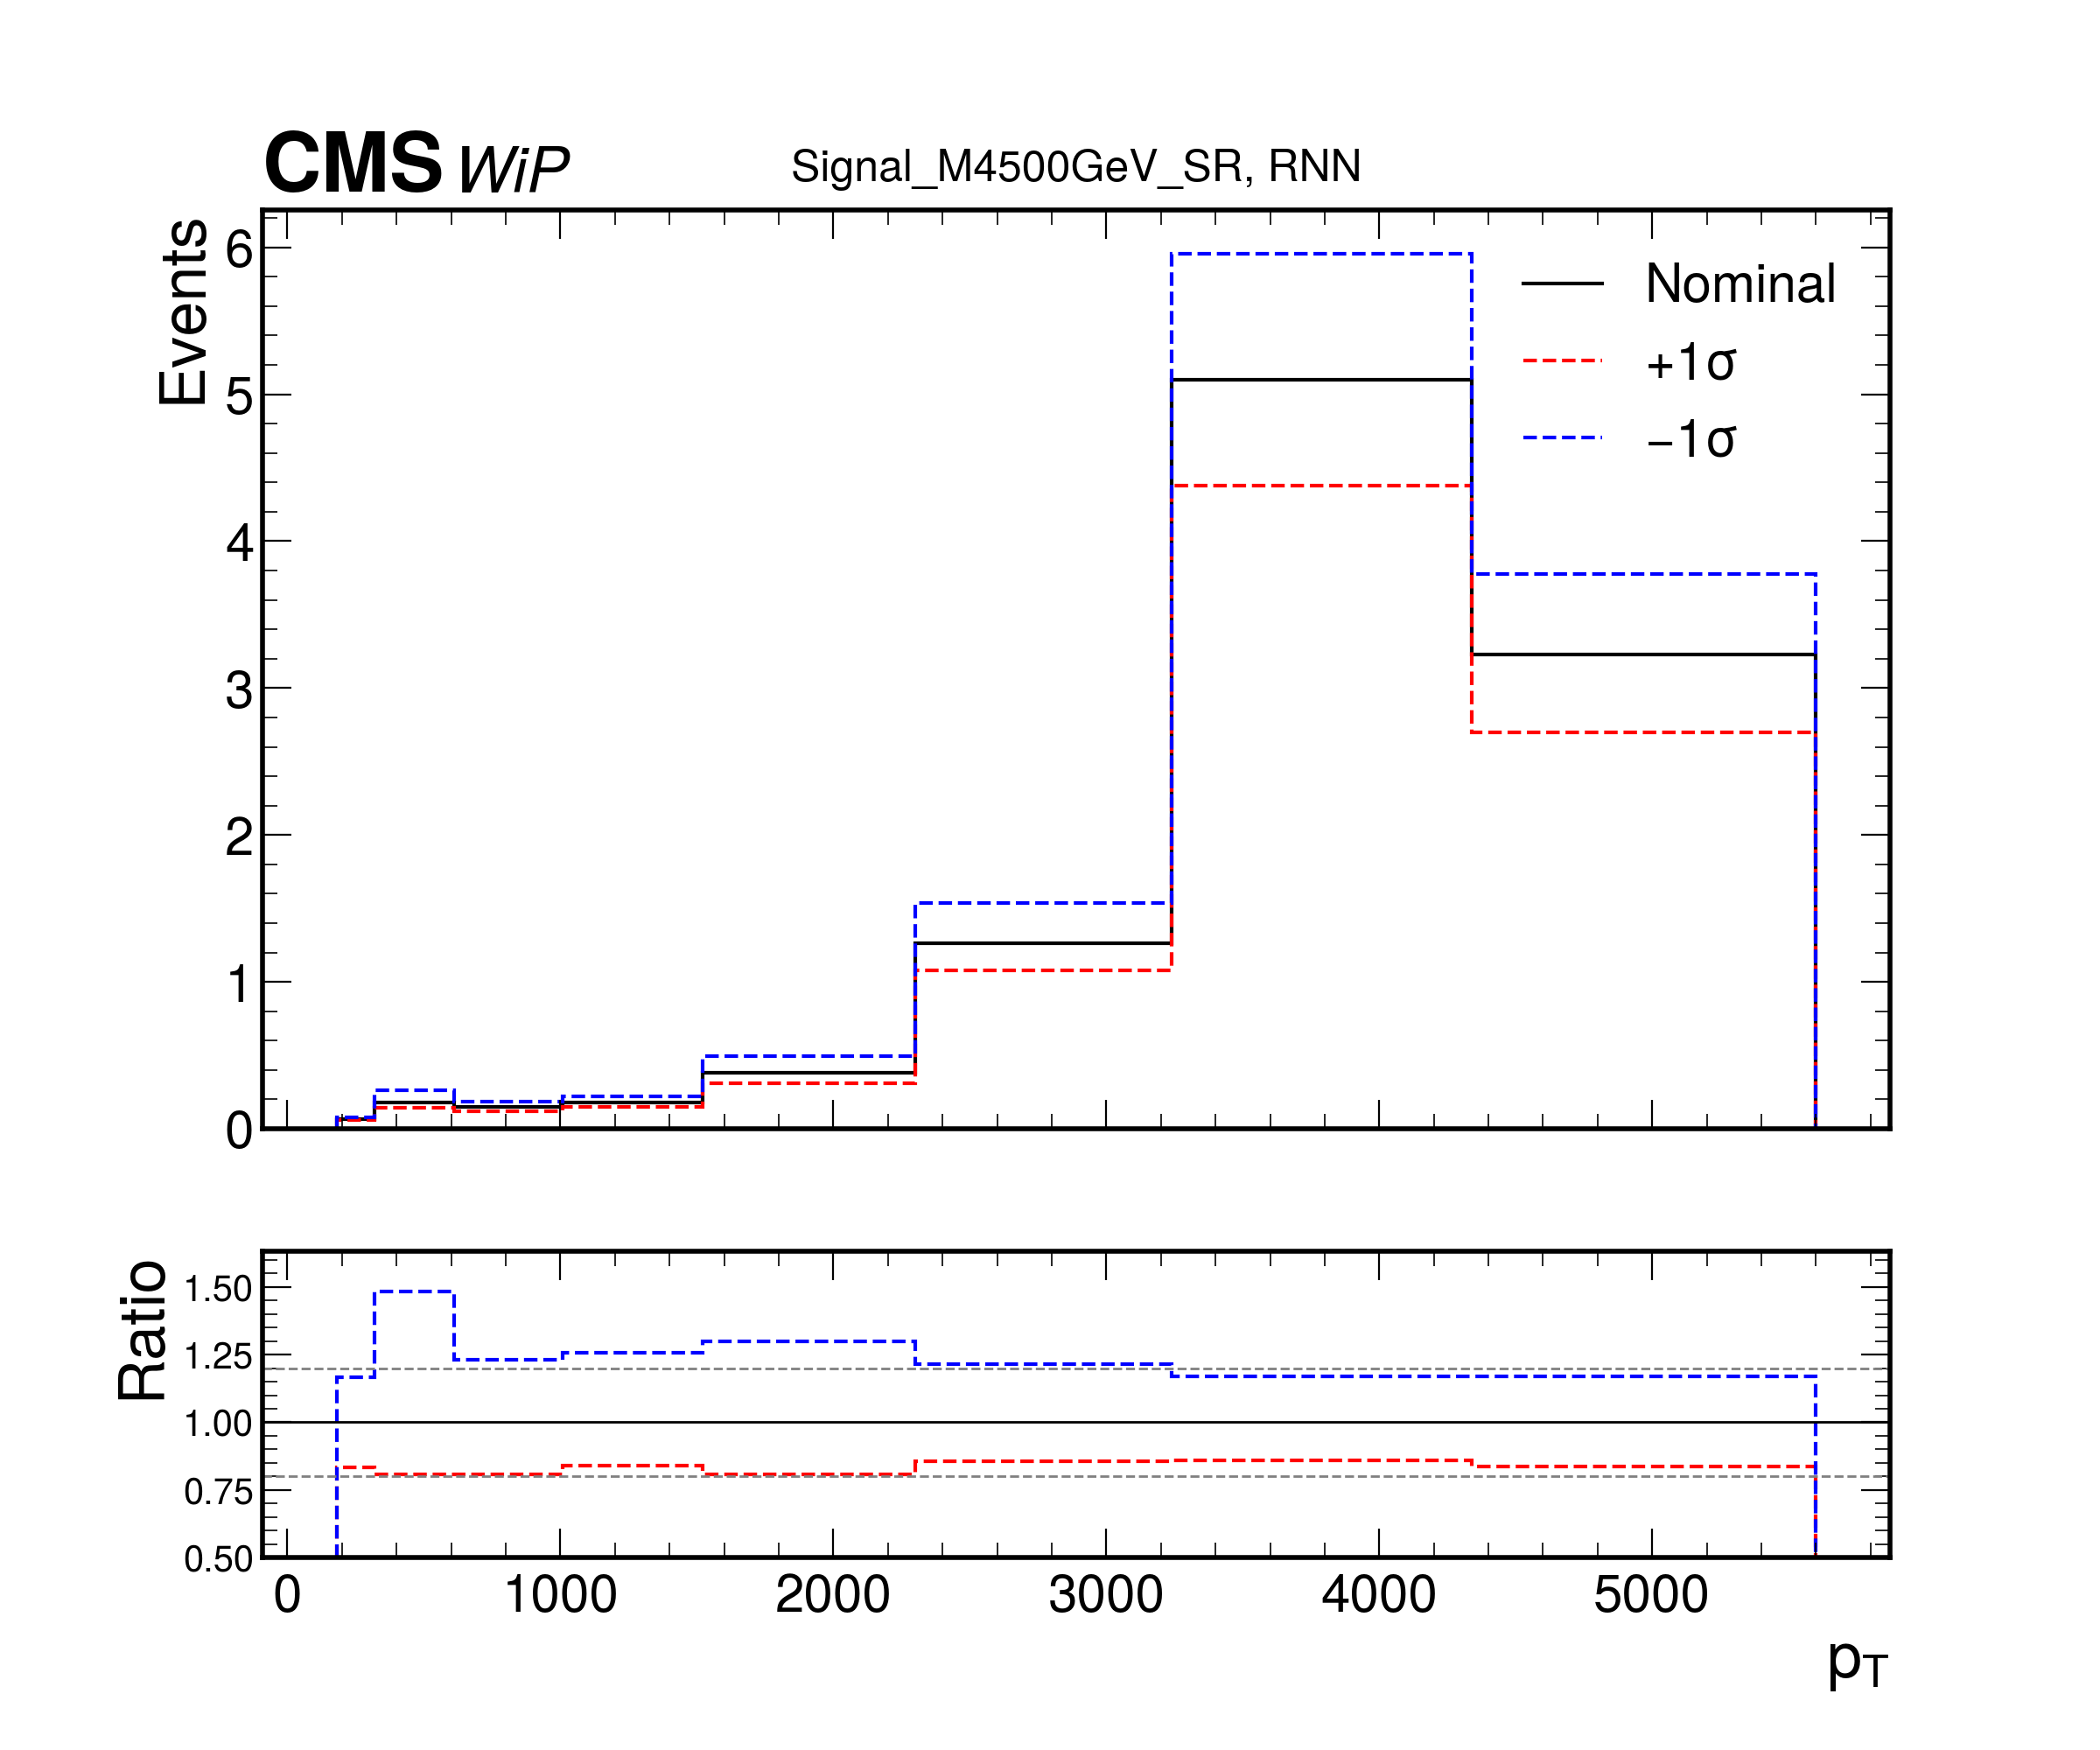 CMS WiP
Signal_M4500GeV_SR, RNN
Events
6
5
4
3
2
1
0
Nominal
+1σ
−1σ
Ratio
1.50
1.25
1.00
0.75
0.50
0 1000 2000 3000 4000 5000
pT